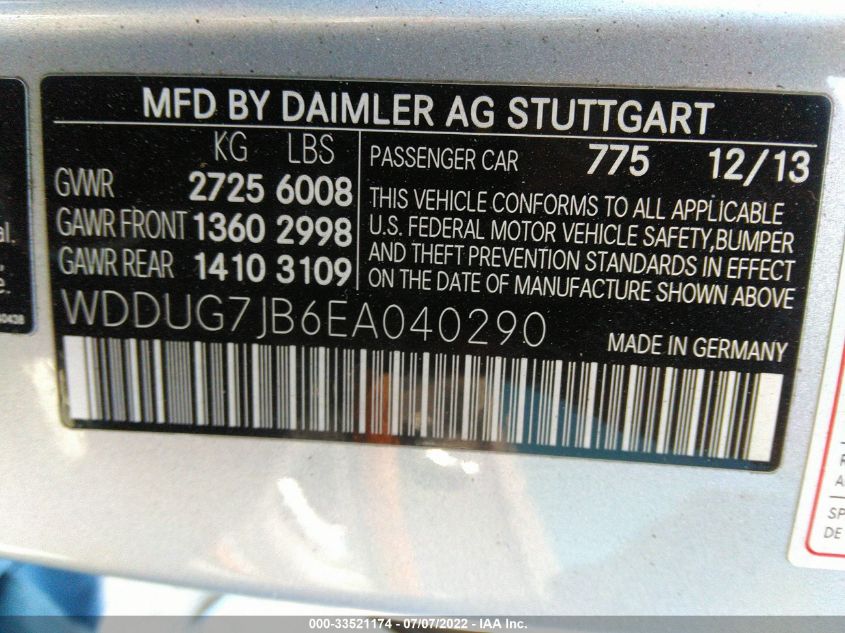 MFD BY DAIMLER AG STUTTGART
KG LBS
GVWR 2725 6008
GAWR FRONT 1360 2998
GAWR REAR 1410 3109
PASSENGER CAR 775 12/13
THIS VEHICLE CONFORMS TO ALL APPLICABLE
U.S. FEDERAL MOTOR VEHICLE SAFETY,BUMPER
AND THEFT PREVENTION STANDARDS IN EFFECT
ON THE DATE OF MANUFACTURE SHOWN ABOVE
WDDUG7JB6EA040290
MADE IN GERMANY
SP
DE
000-33521174 - 07/07/2022 - IAA Inc.